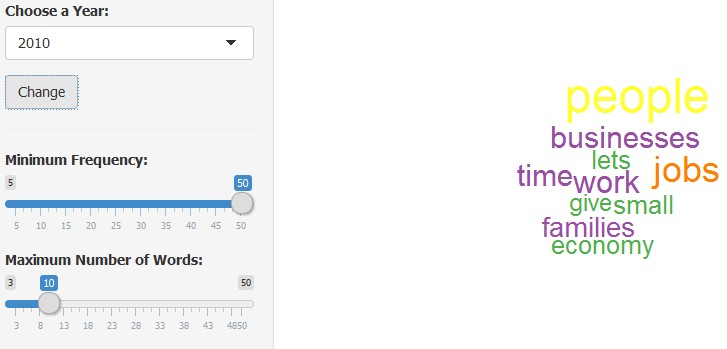 Choose a Year:
2010
Change
Minimum Frequency:
5 50
5 10 15 20 25 30 35 40 45 50
Maximum Number of Words:
3 10 50
3 8 13 18 23 28 33 38 43 4850
people
businesses
lets
jobs
time work
give small
families
economy